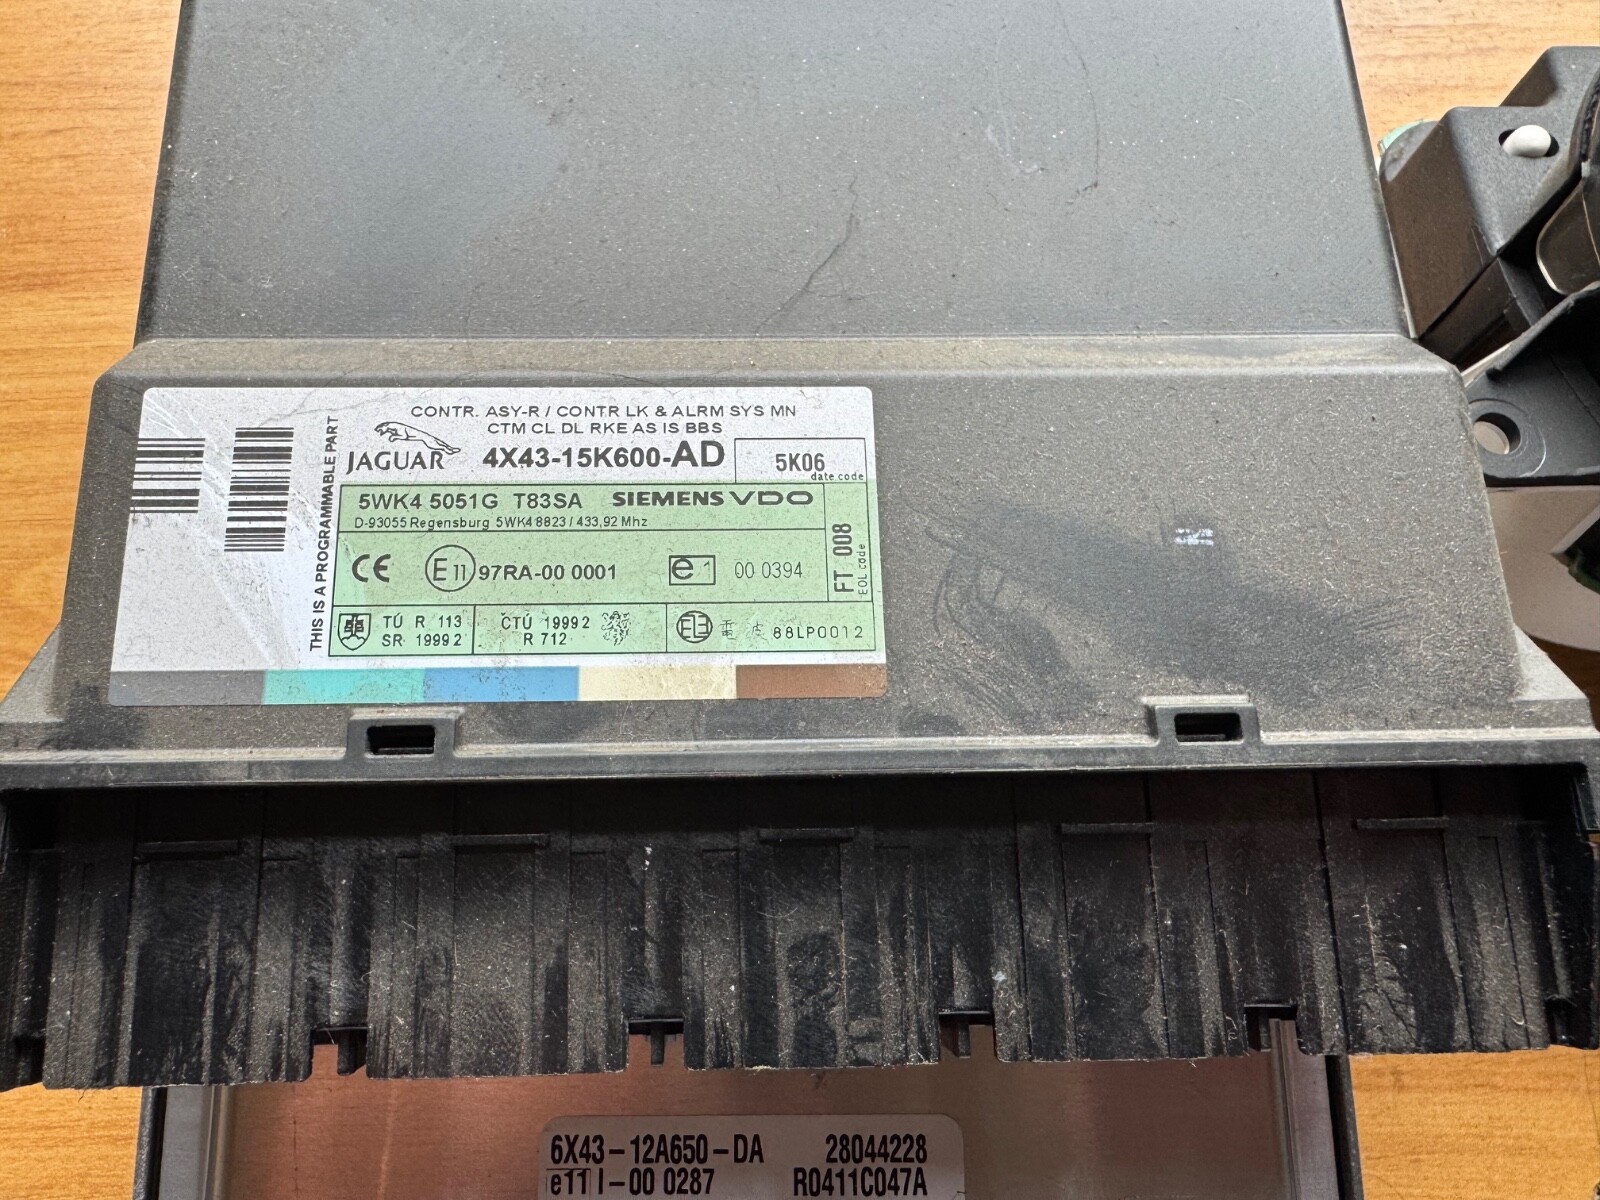 CONTR. ASY-R / CONTR LK & ALRM SYS MN
CTM CL DL RKE AS IS BBS
JAGUAR 4X43-15K600-AD
5K06
date code
THIS IS A PROGRAMMABLE PART
5WK4 5051G T83SA SIEMENS VDO
D-93055 Regensburg 5WK4 8823 / 433,92 Mhz
CE E 11 97RA-00 0001 e 1 00 0394
FT 008
EOL code
TÚ R 113
SR 1999 2
ČTÚ 1999 2
R 712
88LP0012
6X43-12A650-DA 28044228
e11 I-00 0287 R0411C047A